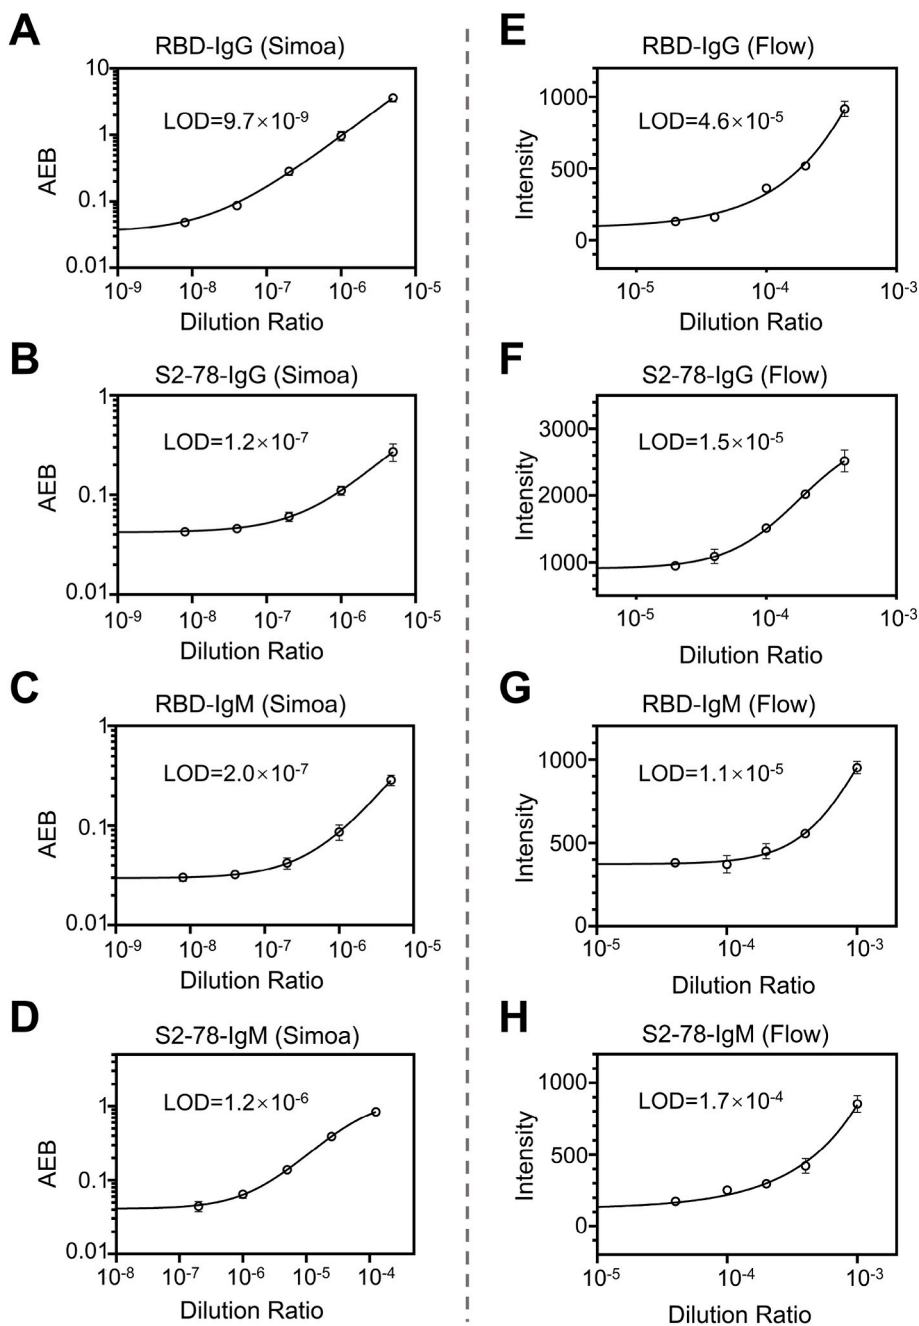 A
RBD-IgG (Simoa)
LOD=9.7×10⁻⁹
AEB
10
1
0.1
0.01
10⁻⁹ 10⁻⁸ 10⁻⁷ 10⁻⁶ 10⁻⁵
Dilution Ratio
B
S2-78-IgG (Simoa)
LOD=1.2×10⁻⁷
AEB
1
0.1
0.01
10⁻⁹ 10⁻⁸ 10⁻⁷ 10⁻⁶ 10⁻⁵
Dilution Ratio
C
RBD-IgM (Simoa)
LOD=2.0×10⁻⁷
AEB
1
0.1
0.01
10⁻⁹ 10⁻⁸ 10⁻⁷ 10⁻⁶ 10⁻⁵
Dilution Ratio
D
S2-78-IgM (Simoa)
LOD=1.2×10⁻⁶
AEB
1
0.1
0.01
10⁻⁸ 10⁻⁷ 10⁻⁶ 10⁻⁵ 10⁻⁴
Dilution Ratio
E
RBD-IgG (Flow)
LOD=4.6×10⁻⁵
Intensity
1000
500
0
10⁻⁵ 10⁻⁴ 10⁻³
Dilution Ratio
F
S2-78-IgG (Flow)
LOD=1.5×10⁻⁵
Intensity
3000
2000
1000
10⁻⁵ 10⁻⁴ 10⁻³
Dilution Ratio
G
RBD-IgM (Flow)
LOD=1.1×10⁻⁵
Intensity
1000
500
0
10⁻⁵ 10⁻⁴ 10⁻³
Dilution Ratio
H
S2-78-IgM (Flow)
LOD=1.7×10⁻⁴
Intensity
1000
500
0
10⁻⁵ 10⁻⁴ 10⁻³
Dilution Ratio